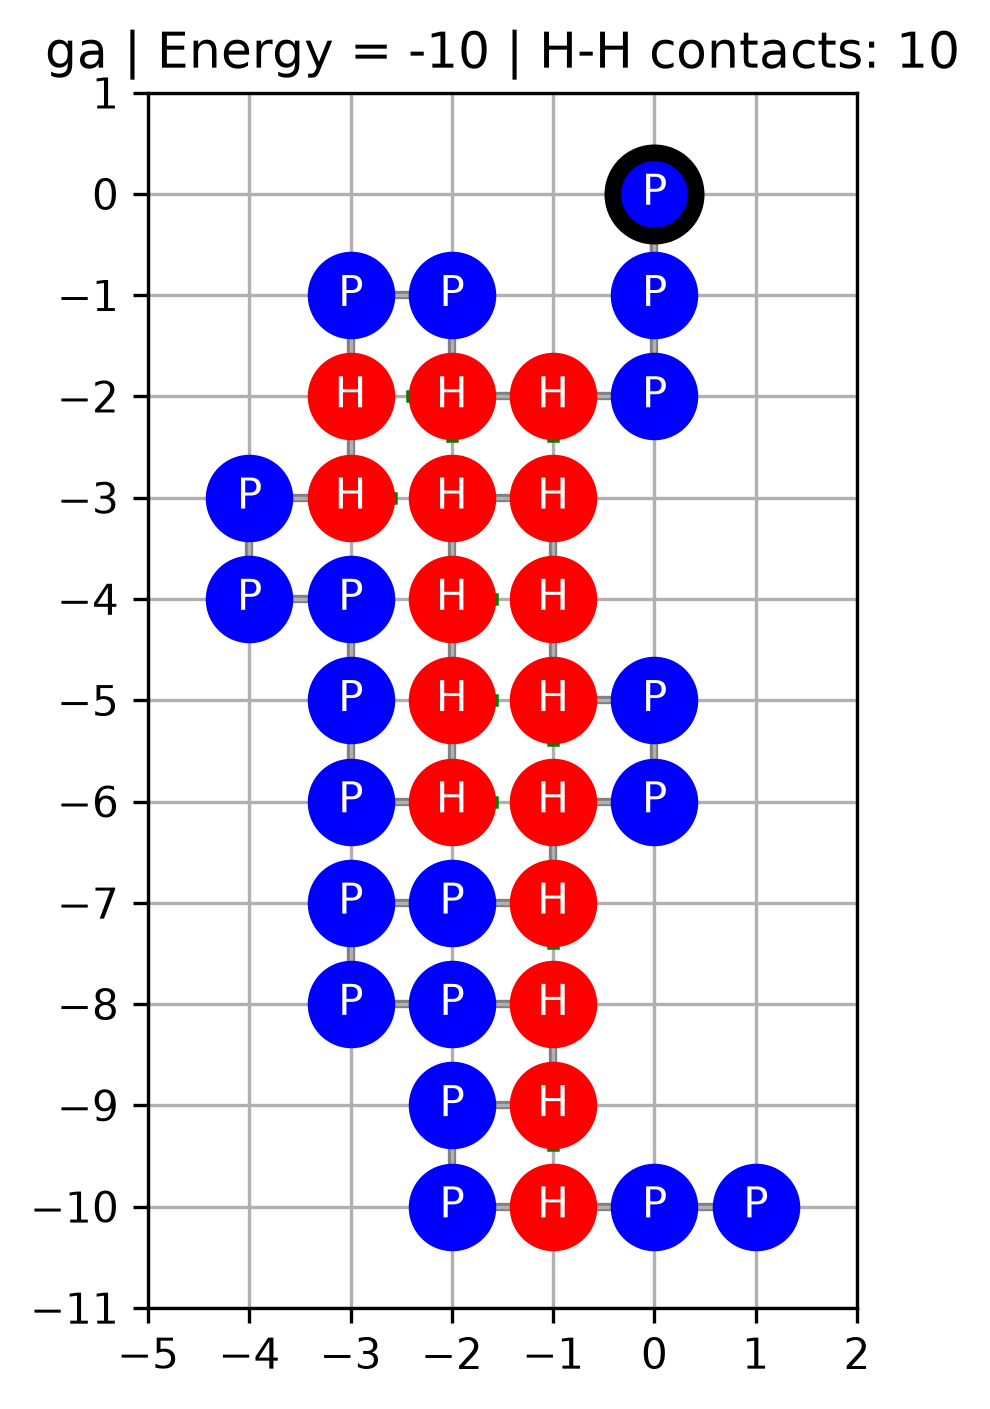 ga | Energy = -10 | H-H contacts: 10
1
0 P
−1 P P P
−2 H H H P
−3 P H H H
−4 P P H H
−5 P H H P
−6 P H H P
−7 P P H
−8 P P H
−9 P H
−10 P H P P
−11
−5 −4 −3 −2 −1 0 1 2